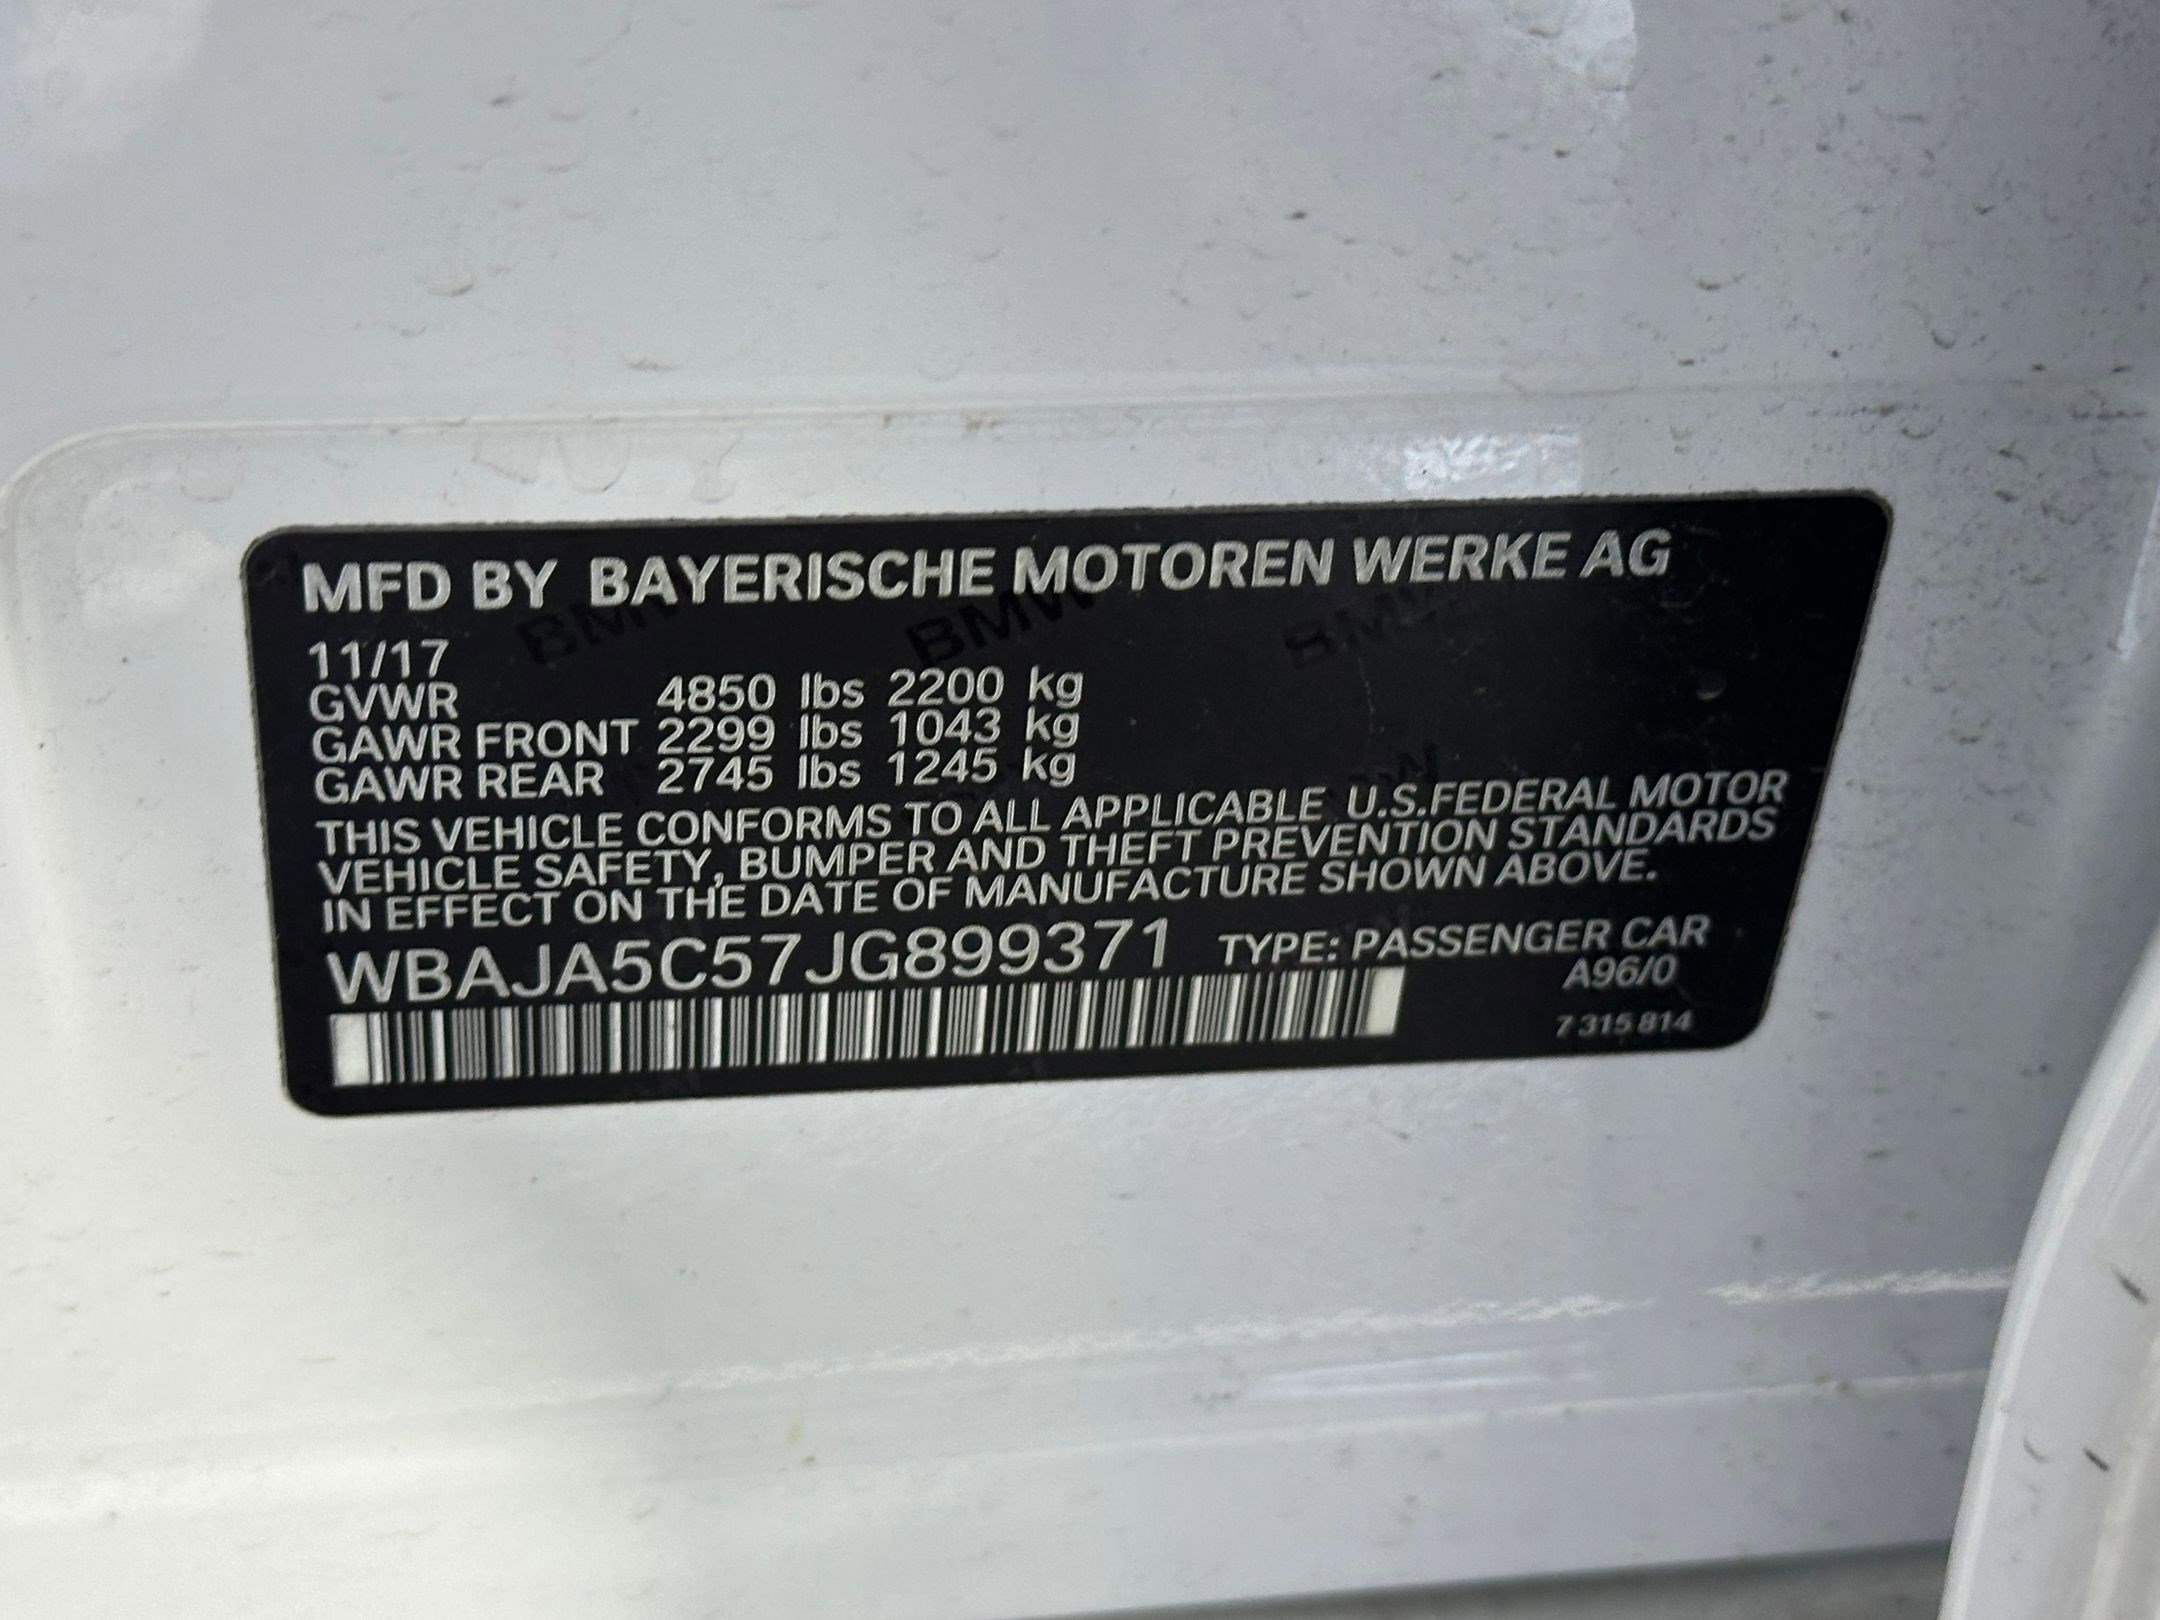 MFD BY BAYERISCHE MOTOREN WERKE AG
11/17
GVWR 4850 lbs 2200 kg
GAWR FRONT 2299 lbs 1043 kg
GAWR REAR 2745 lbs 1245 kg
THIS VEHICLE CONFORMS TO ALL APPLICABLE U.S.FEDERAL MOTOR
VEHICLE SAFETY, BUMPER AND THEFT PREVENTION STANDARDS
IN EFFECT ON THE DATE OF MANUFACTURE SHOWN ABOVE.
WBAJA5C57JG899371 TYPE: PASSENGER CAR
A96/0
7 315 814
BMW
BMW
BMW